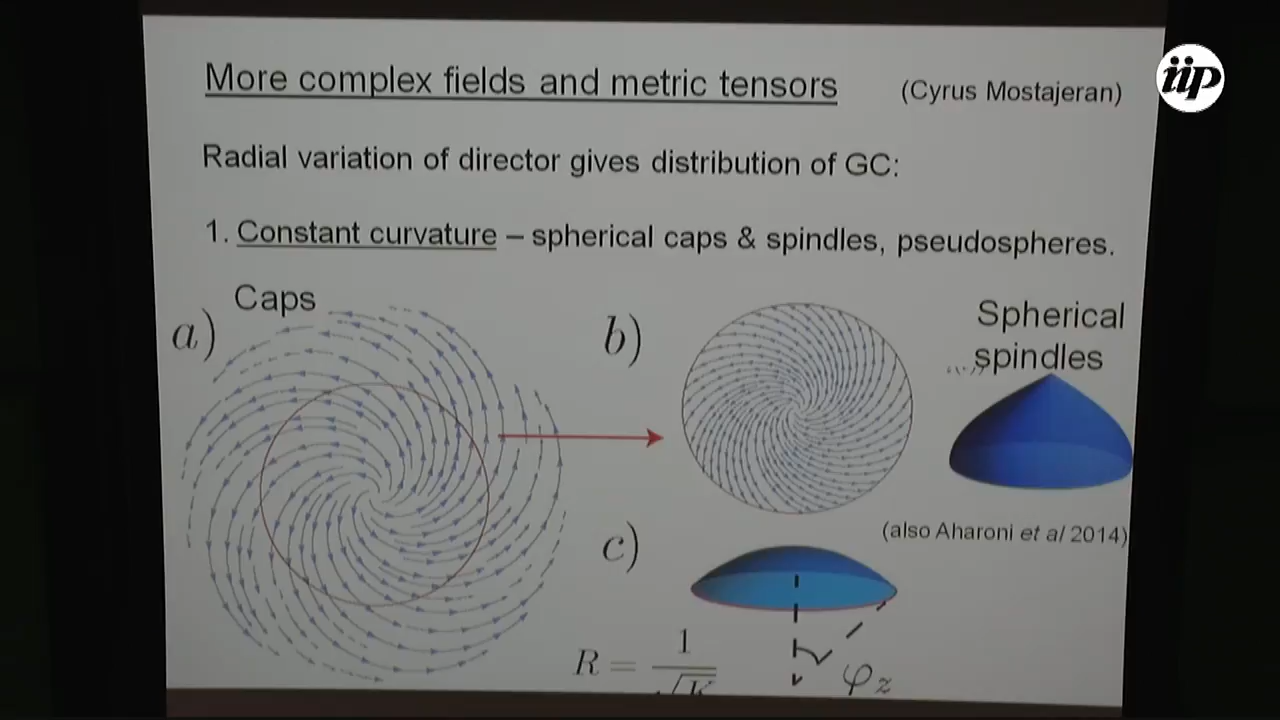 More complex fields and metric tensors (Cyrus Mostajeran)
iip
Radial variation of director gives distribution of GC:
1. Constant curvature – spherical caps & spindles, pseudospheres.
Caps
a)
b)
Spherical
spindles
(also Aharoni et al 2014)
c)
R = 1/√K
φz